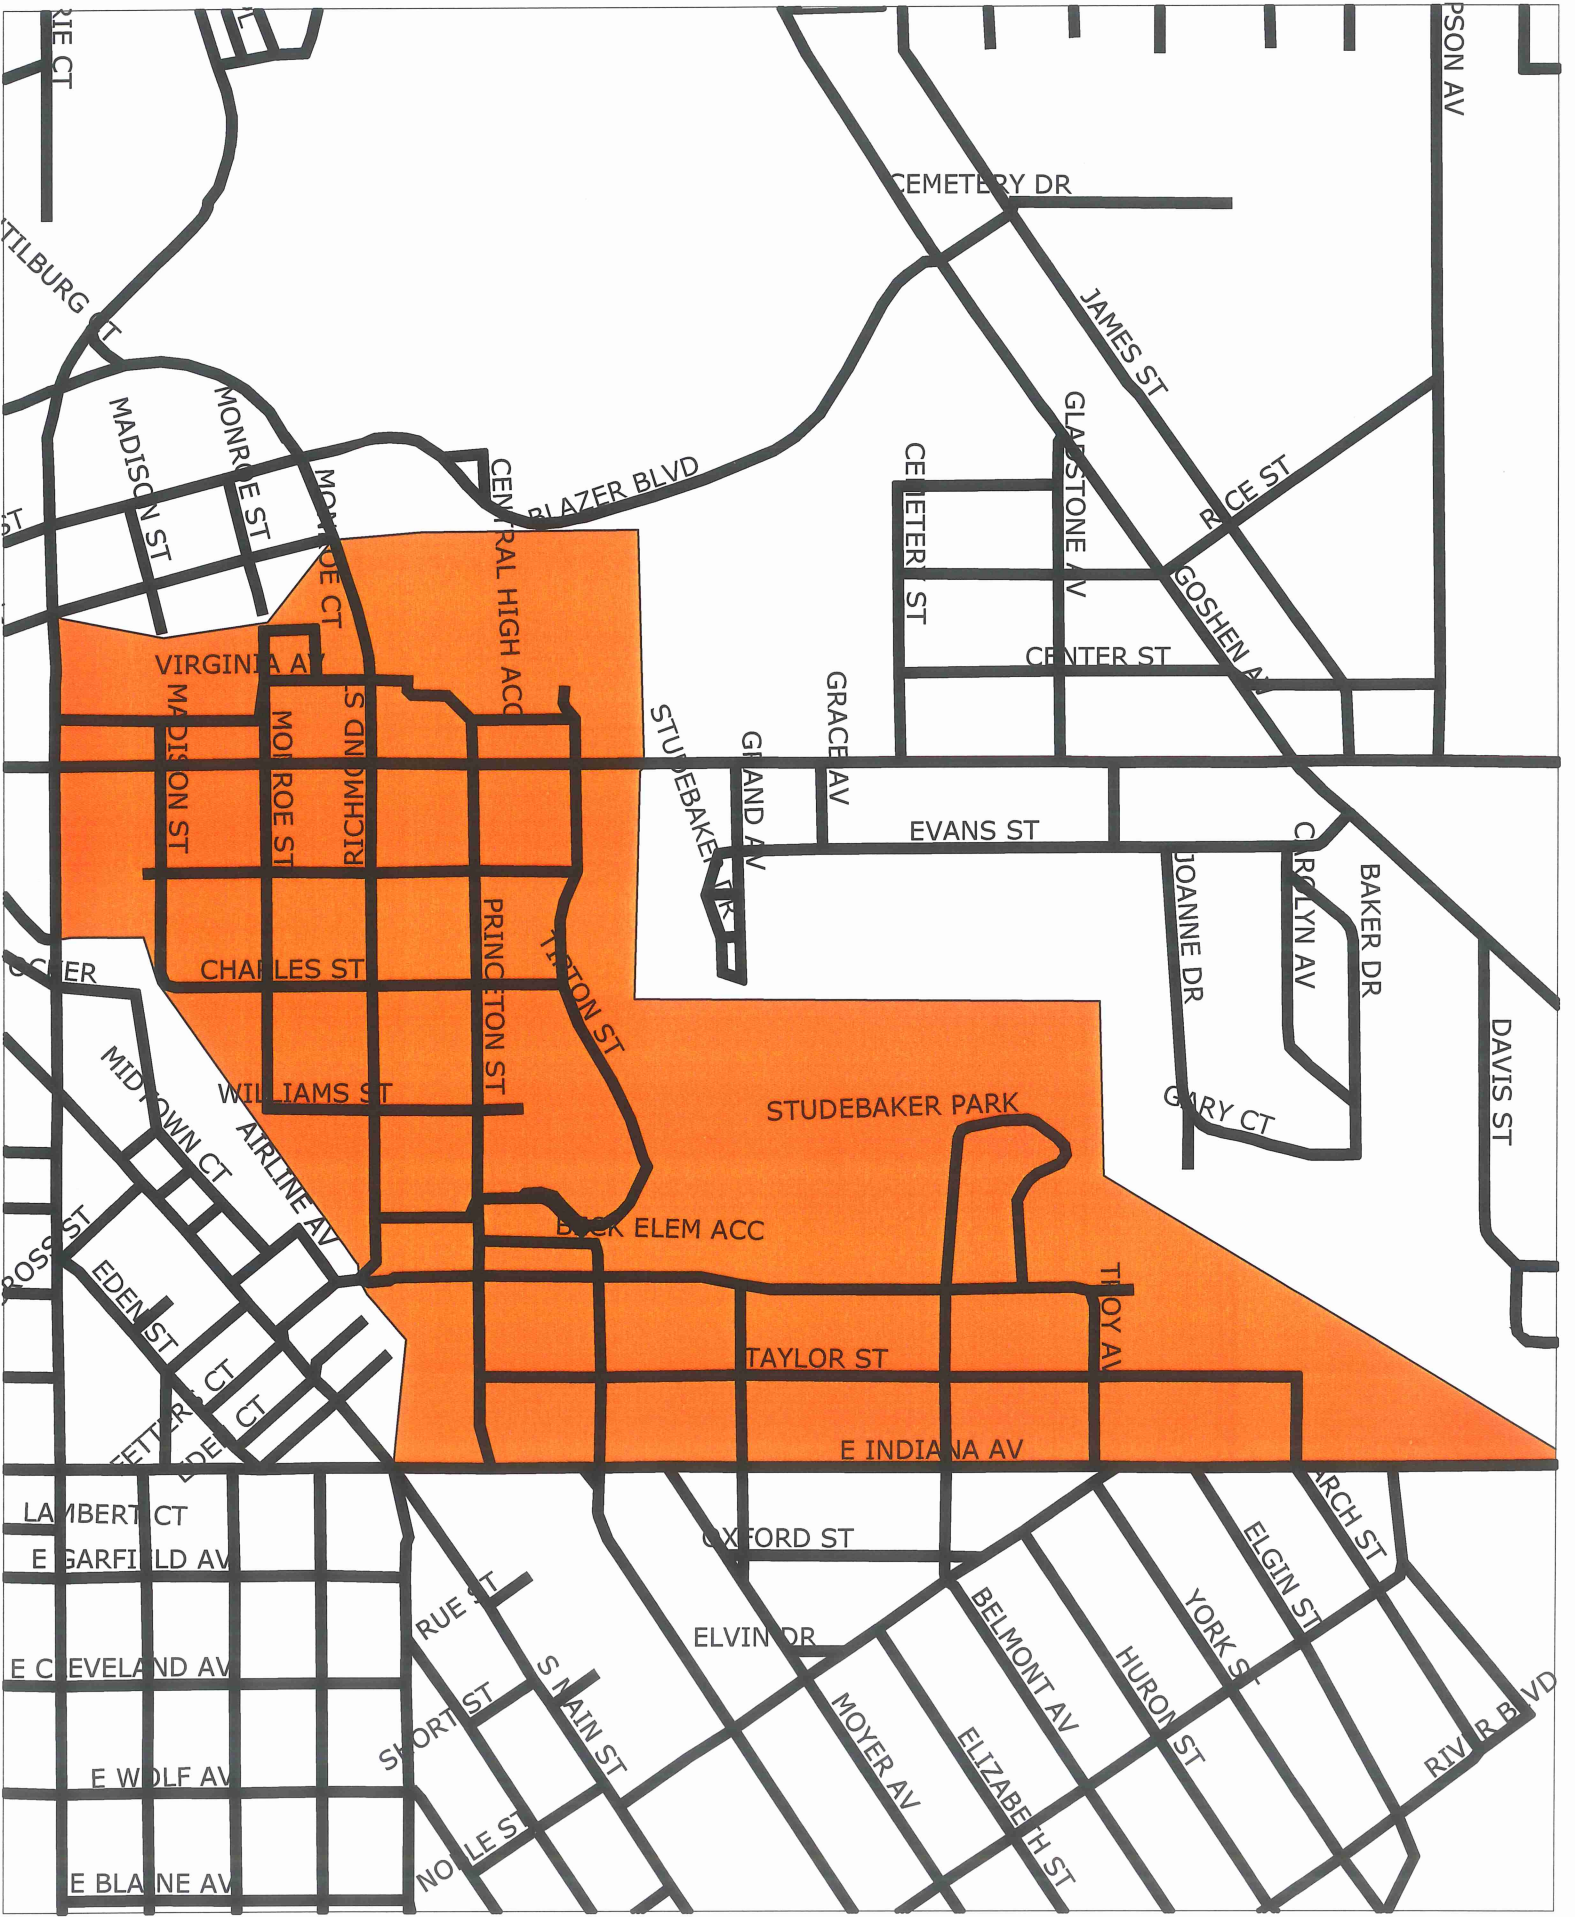 CEMETERY DR
JAMES ST
MADISON ST
MONROE ST
MONROE CT
CENTRAL HIGH ACC
BLAZER BLVD
CEMETERY ST
GLADSTONE AV
GOSHEN AV
CENTER ST
ST
VIRGINIA AV
MADISON ST
MONROE ST
RICHMOND S
STUDEBAKER DR
GRAND AV
GRACE AV
EVANS ST
JOANNE DR
CAROLYN AV
BAKER DR
DAVIS ST
GARY CT
CHARLES ST
PRINCETON ST
TIPTON ST
WILLIAMS ST
MIDTOWN CT
AIRLINE AV
STUDEBAKER PARK
BECK ELEM ACC
TROY AV
ROSS ST
EDEN ST
TAYLOR ST
E INDIANA AV
EDEN CT
LAMBERT CT
E GARFIELD AV
E CLEVELAND AV
E WOLF AV
E BLAINE AV
RUE ST
SHORT ST
NOBLE ST
S MAIN ST
OXFORD ST
ELVIN DR
MOYER AV
ELIZABETH ST
BELMONT AV
HURON ST
YORK ST
ELGIN ST
ARCH ST
RIVER BLVD